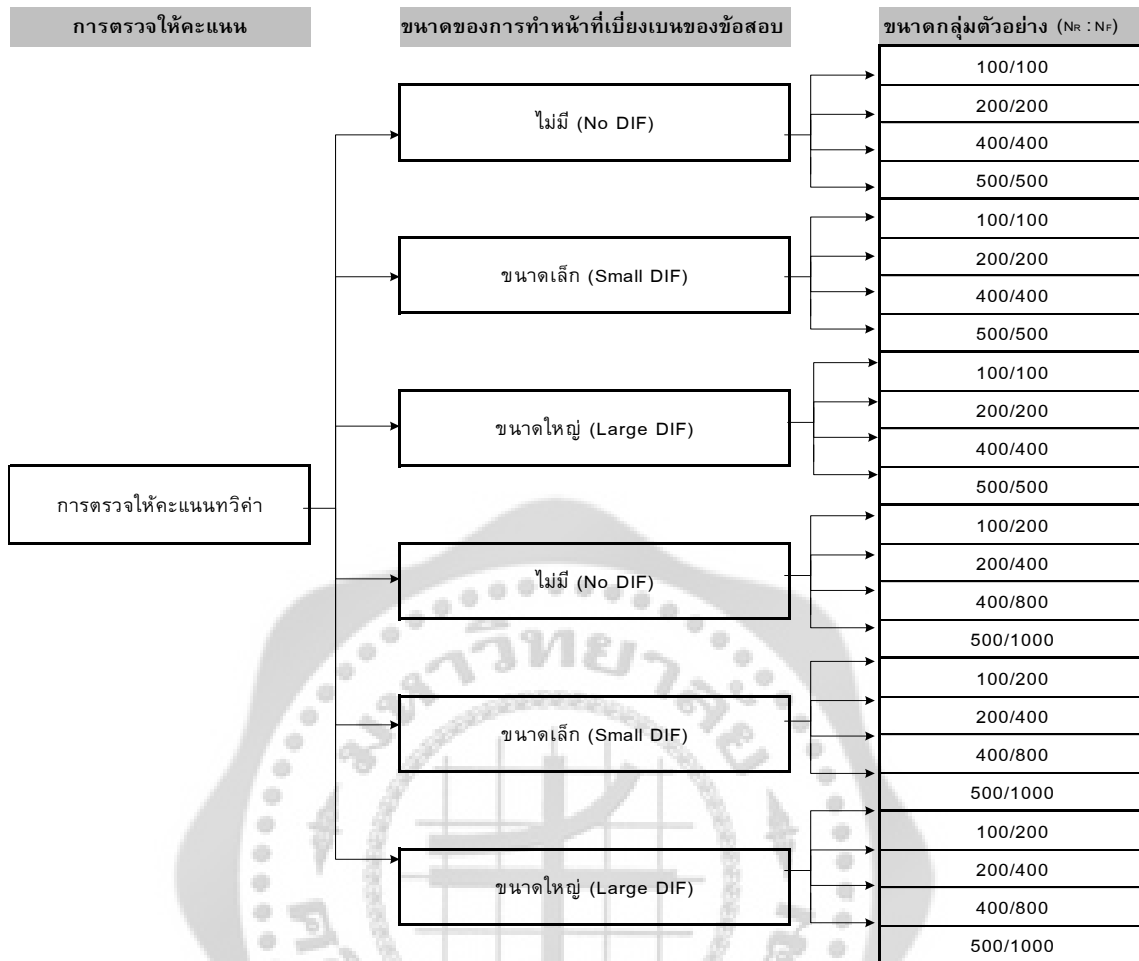 การตรวจให้คะแนน
ขนาดของการทำหน้าที่เบี่ยงเบนของข้อสอบ
ขนาดกลุ่มตัวอย่าง (NR : NF)
การตรวจให้คะแนนทวิค่า
ไม่มี (No DIF)
100/100
200/200
400/400
500/500
ขนาดเล็ก (Small DIF)
100/100
200/200
400/400
500/500
ขนาดใหญ่ (Large DIF)
100/100
200/200
400/400
500/500
ไม่มี (No DIF)
100/200
200/400
400/800
500/1000
ขนาดเล็ก (Small DIF)
100/200
200/400
400/800
500/1000
ขนาดใหญ่ (Large DIF)
100/200
200/400
400/800
500/1000
มหาวิทยาลัย